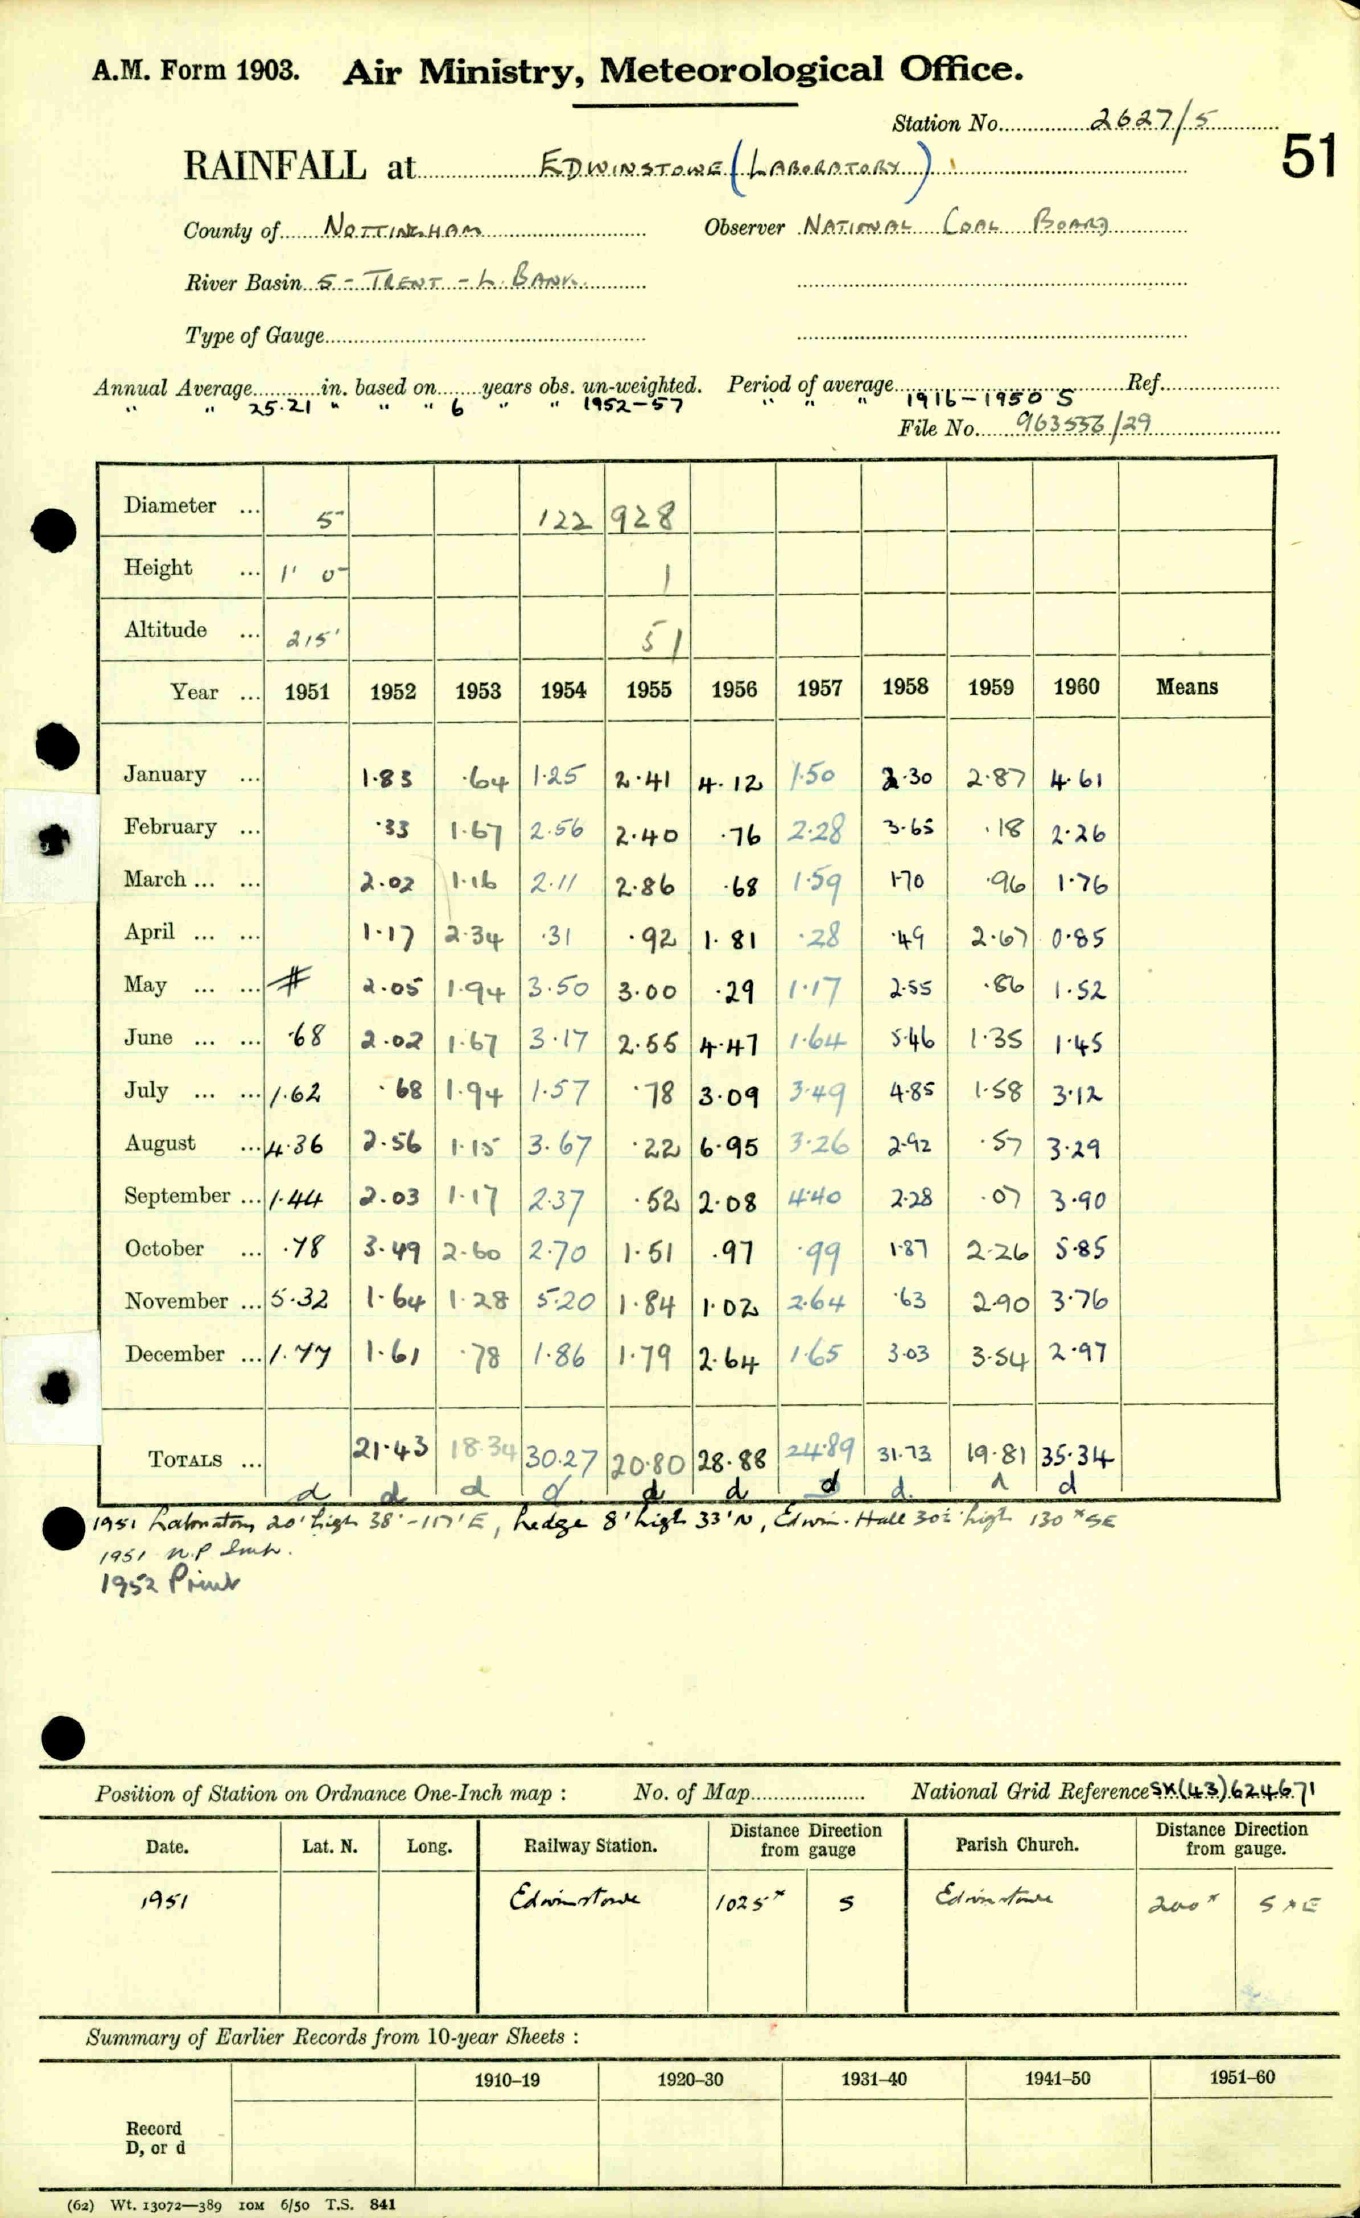 A.M. Form 1903. Air Ministry, Meteorological Office.
Station No. 2627/5
51
RAINFALL at EDWINSTOWE (LABORATORY)
County of NOTTINGHAM Observer NATIONAL COAL BOARD
River Basin 5 - TRENT - L. BANK
Type of Gauge
Annual Average in. based on years obs. un-weighted. Period of average Ref.
" " 25.21 " " " 6 " " 1952-57 " " " 1916-1950 S
File No. 963556/29
Diameter ... 5" 122 928
Height ... 1' 0" 1
Altitude ... 215' 51
Year ... 1951 1952 1953 1954 1955 1956 1957 1958 1959 1960 Means
January ... 1.83 .64 1.25 2.41 4.12 1.50 2.30 2.87 4.61
February ... .33 1.67 2.56 2.40 .76 2.28 3.65 .18 2.26
March ... ... 2.02 1.16 2.11 2.86 .68 1.59 1.70 .96 1.76
April ... ... 1.17 2.34 .31 .92 1.81 .28 .49 2.67 0.85
May ... ... # 2.05 1.94 3.50 3.00 .29 1.17 2.55 .86 1.52
June ... ... .68 2.02 1.67 3.17 2.55 4.47 1.64 5.46 1.35 1.45
July ... ... 1.62 .68 1.94 1.57 .78 3.09 3.49 4.85 1.58 3.12
August ... 4.36 2.56 1.15 3.67 .22 6.95 3.26 2.92 .57 3.29
September ... 1.44 2.03 1.17 2.37 .52 2.08 4.40 2.28 .07 3.90
October ... .78 3.49 2.60 2.70 1.51 .97 .99 1.87 2.26 5.85
November ... 5.32 1.64 1.28 5.20 1.84 1.02 2.64 .63 2.90 3.76
December ... 1.77 1.61 .78 1.86 1.79 2.64 1.65 3.03 3.54 2.97
TOTALS ... 21.43 18.34 30.27 20.80 28.88 24.89 31.73 19.81 35.34
d d d d d d d d. d d
1951 Laboratory 20' high 38'-117' E, hedge 8' high 33' N, Edwin. Hall 30' high 130ˣ SE
1951 N.P
1952 Print
Position of Station on Ordnance One-Inch map : No. of Map National Grid Reference SK(43)624671
Date. Lat. N. Long. Railway Station. Distance from Direction gauge Parish Church. Distance from Direction gauge.
1951 Edwinstowe 1025ˣ S Edwinstowe 200ˣ S x E
Summary of Earlier Records from 10-year Sheets :
1910–19 1920–30 1931–40 1941–50 1951–60
Record
D, or d
(62) Wt. 13072—389 10M 6/50 T.S. 841